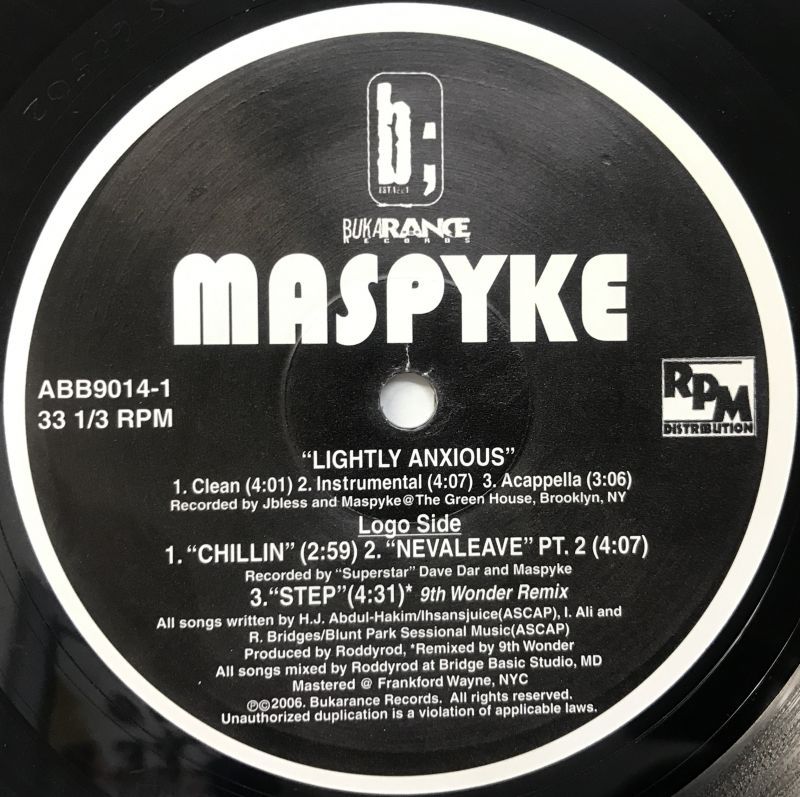 b;
BUKARANCE
RECORDS
MASPYKE
ABB9014-1
33 1/3 RPM
RPM
DISTRIBUTION
“LIGHTLY ANXIOUS”
1. Clean (4:01) 2. Instrumental (4:07) 3. Acappella (3:06)
Recorded by Jbless and Maspyke@The Green House, Brooklyn, NY
Logo Side
1. “CHILLIN” (2:59) 2. “NEVALEAVE” PT. 2 (4:07)
Recorded by “Superstar” Dave Dar and Maspyke
3.“STEP”(4:31)* 9th Wonder Remix
All songs written by H.J. Abdul-Hakim/Ihsansjuice(ASCAP), I. Ali and
R. Bridges/Blunt Park Sessional Music(ASCAP)
Produced by Roddyrod, *Remixed by 9th Wonder
All songs mixed by Roddyrod at Bridge Basic Studio, MD
Mastered @ Frankford Wayne, NYC
℗©2006. Bukarance Records. All rights reserved.
Unauthorized duplication is a violation of applicable laws.